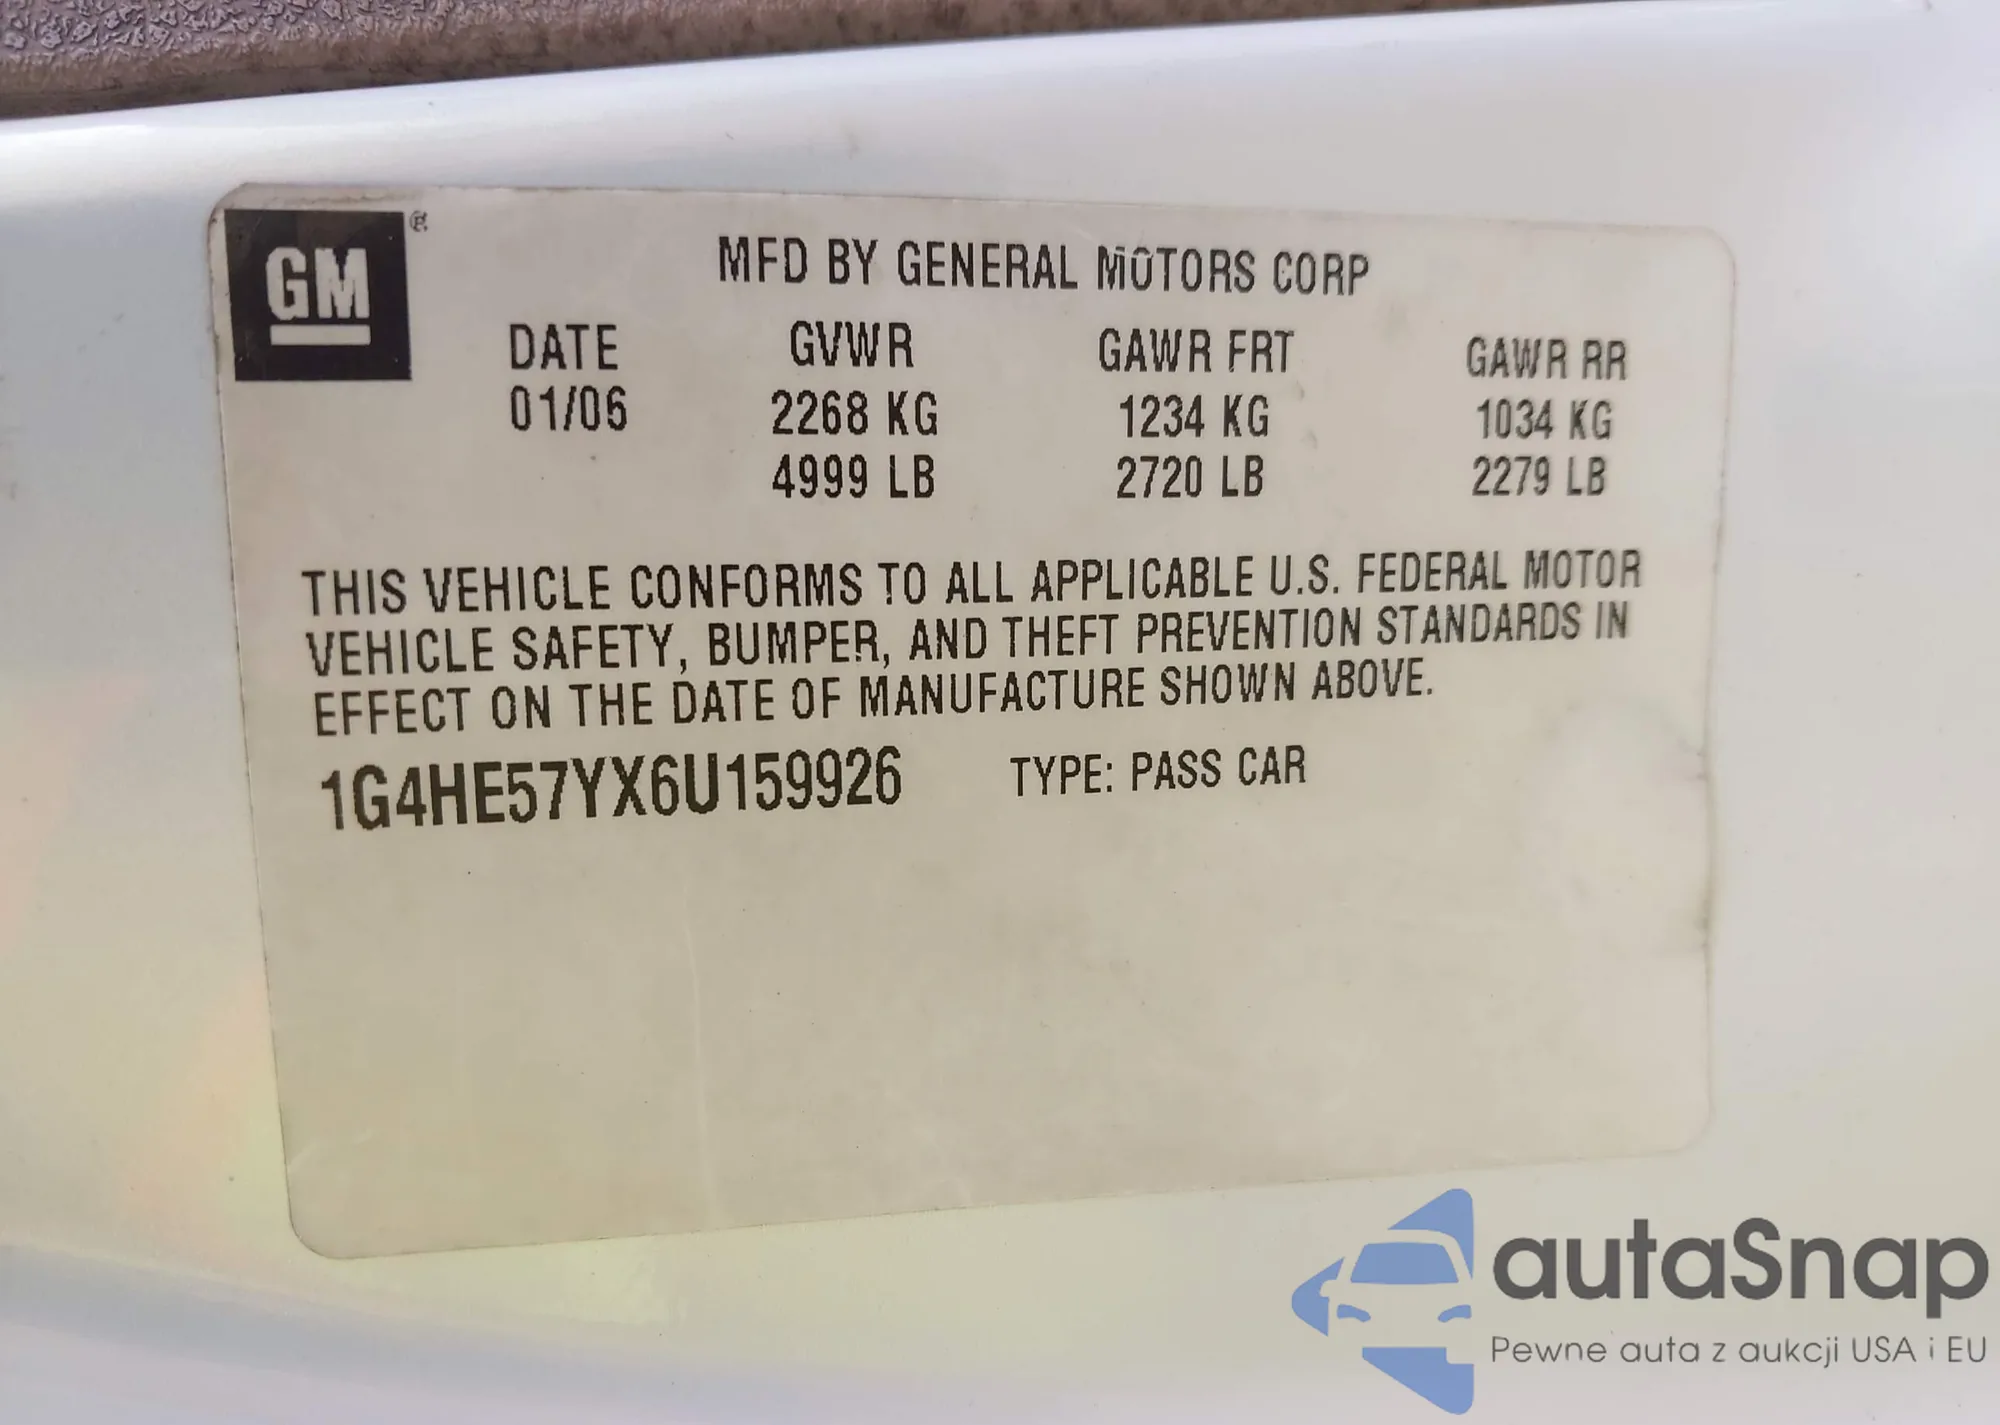 GM ®
MFD BY GENERAL MOTORS CORP
DATE GVWR GAWR FRT GAWR RR
01/06 2268 KG 1234 KG 1034 KG
4999 LB 2720 LB 2279 LB
THIS VEHICLE CONFORMS TO ALL APPLICABLE U.S. FEDERAL MOTOR
VEHICLE SAFETY, BUMPER, AND THEFT PREVENTION STANDARDS IN
EFFECT ON THE DATE OF MANUFACTURE SHOWN ABOVE.
1G4HE57YX6U159926 TYPE: PASS CAR
autaSnap
Pewne auta z aukcji USA i EU